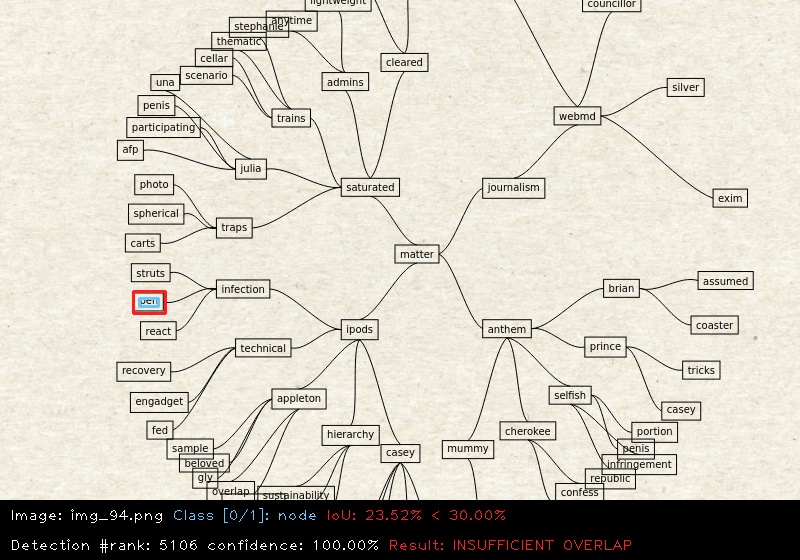 lightweight
councillor
anytime
stephanie
thematic
cleared
cellar
scenario
admins
una
silver
penis
webmd
trains
participating
afp
julia
photo
saturated
journalism
exim
spherical
traps
carts
matter
struts
assumed
infection
brian
react
ipods
anthem
coaster
technical
prince
recovery
tricks
engadget
appleton
selfish
casey
fed
hierarchy
cherokee
portion
sample
casey
mummy
penis
beloved
infringement
gly
republic
overlap
sustainability
confess
Image: img_94.png Class [0/1]: node IoU: 23.52% < 30.00%
Detection #rank: 5106 confidence: 100.00% Result: INSUFFICIENT OVERLAP